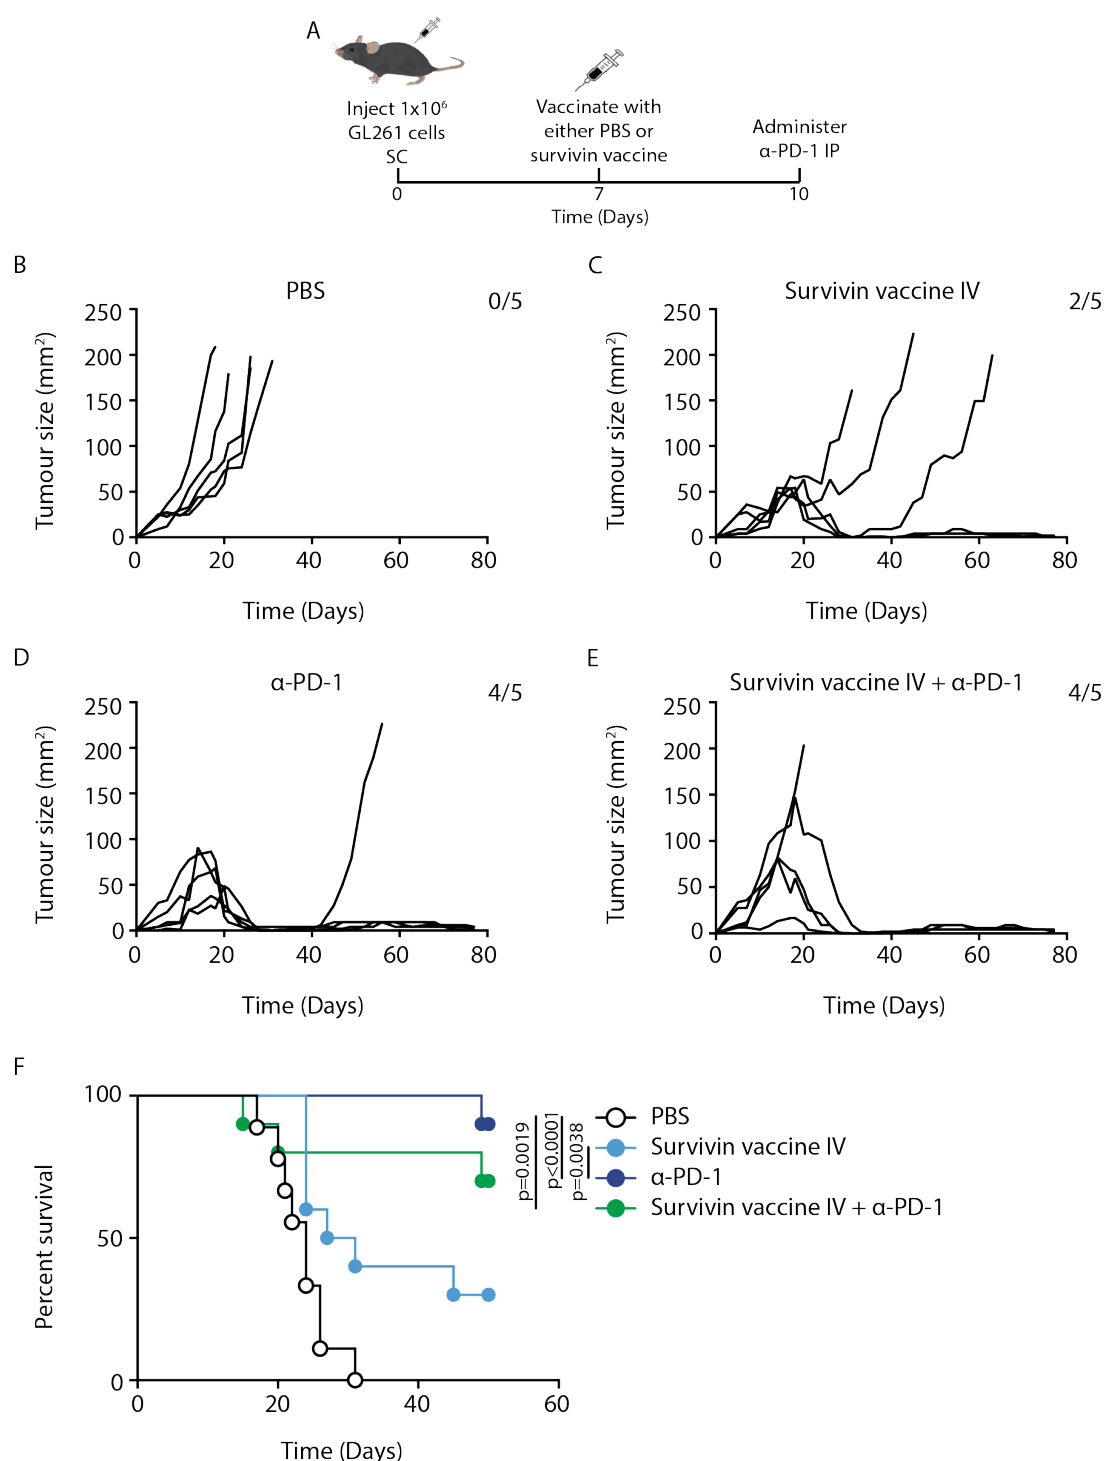 A
Inject 1x10⁶
GL261 cells
SC
Vaccinate with
either PBS or
survivin vaccine
Administer
α-PD-1 IP
0 7 10
Time (Days)
B
PBS
0/5
Tumour size (mm²)
250
200
150
100
50
0
0 20 40 60 80
Time (Days)
C
Survivin vaccine IV
2/5
Tumour size (mm²)
250
200
150
100
50
0
0 20 40 60 80
Time (Days)
D
α-PD-1
4/5
Tumour size (mm²)
250
200
150
100
50
0
0 20 40 60 80
Time (Days)
E
Survivin vaccine IV + α-PD-1
4/5
Tumour size (mm²)
250
200
150
100
50
0
0 20 40 60 80
Time (Days)
F
Percent survival
100
50
0
0 20 40 60
Time (Days)
p=0.0019
p<0.0001
p=0.0038
PBS
Survivin vaccine IV
α-PD-1
Survivin vaccine IV + α-PD-1